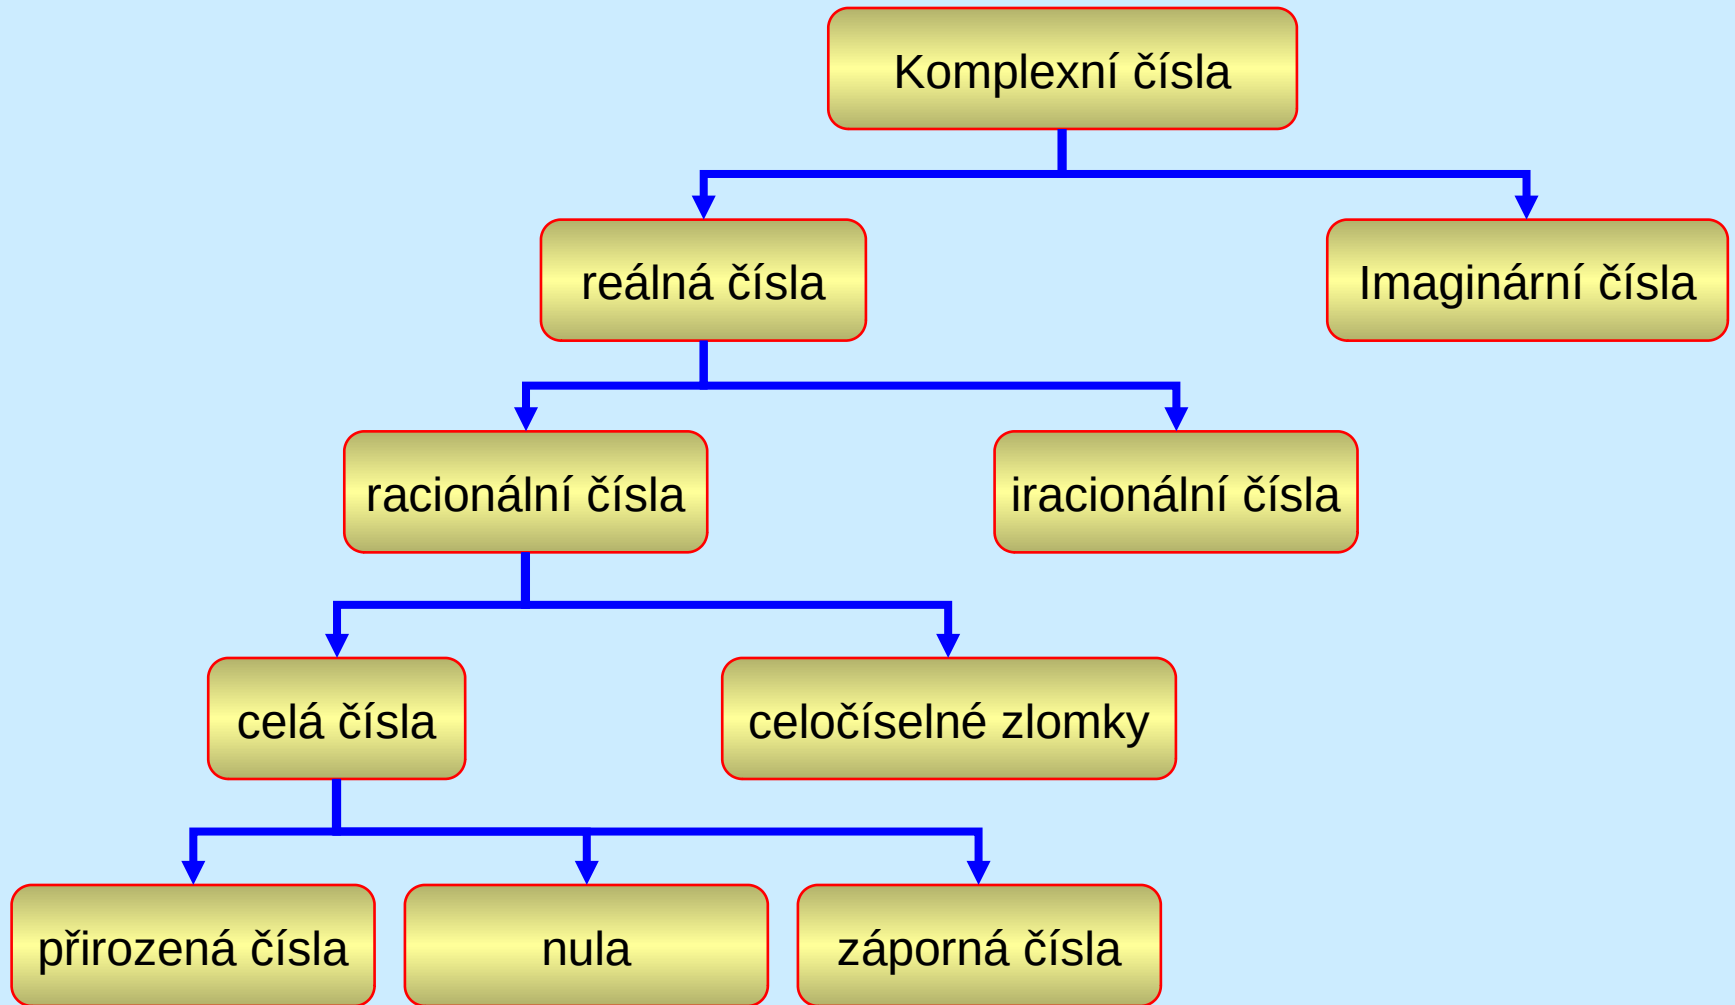 Komplexní čísla
reálná čísla
Imaginární čísla
racionální čísla
iracionální čísla
celá čísla
celočíselné zlomky
přirozená čísla
nula
záporná čísla